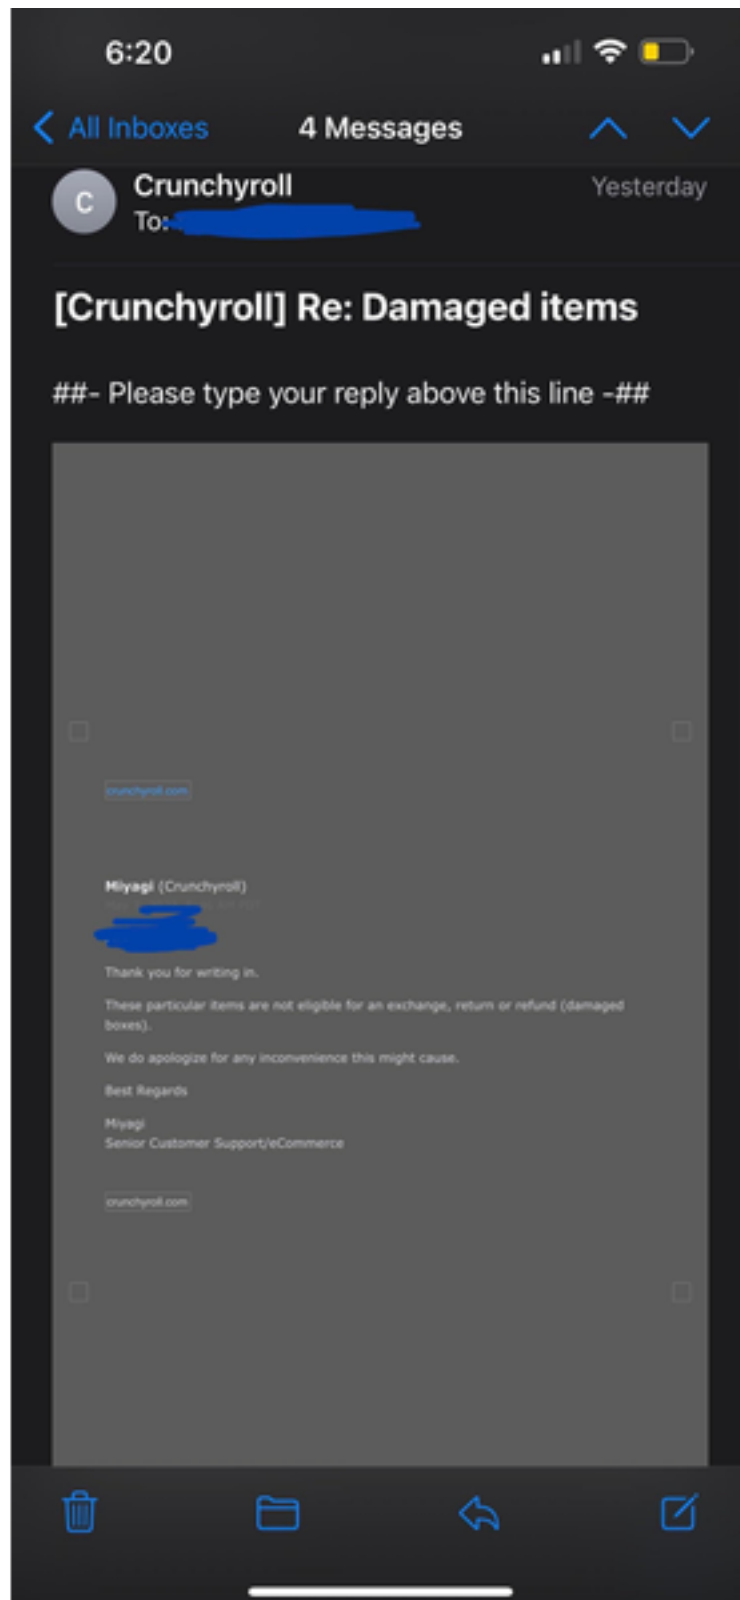 6:20
All Inboxes
4 Messages
Crunchyroll
Yesterday
To:
[Crunchyroll] Re: Damaged items
##- Please type your reply above this line -##
crunchyroll.com
Miyagi (Crunchyroll)
Thank you for writing in.
These particular items are not eligible for an exchange, return or refund (damaged
boxes).
We do apologize for any inconvenience this might cause.
Best Regards
Miyagi
Senior Customer Support/eCommerce
crunchyroll.com